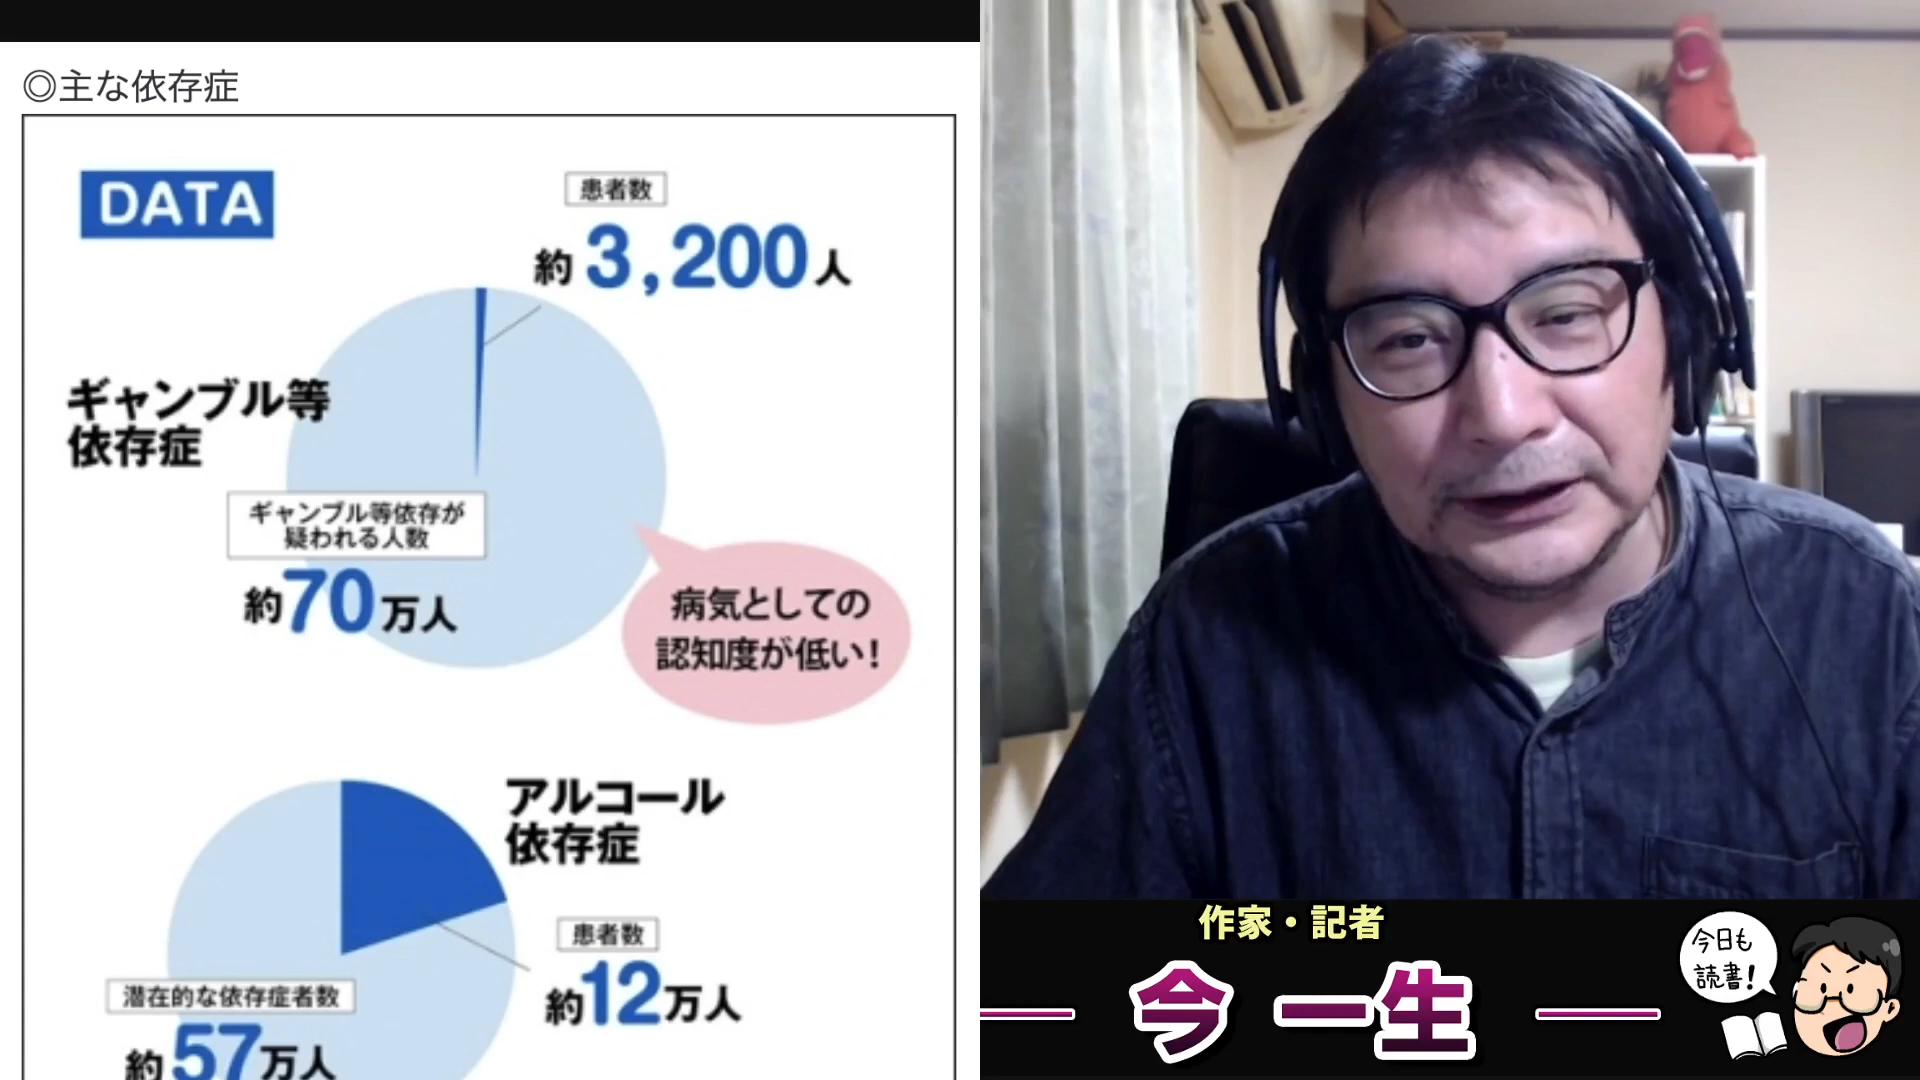 ◎主な依存症
DATA
患者数
約3,200人
ギャンブル等
依存症
ギャンブル等依存が
疑われる人数
約70万人
病気としての
認知度が低い!
アルコール
依存症
患者数
約12万人
潜在的な依存症者数
約57万人
作家・記者
今 一生
今日も
読書!